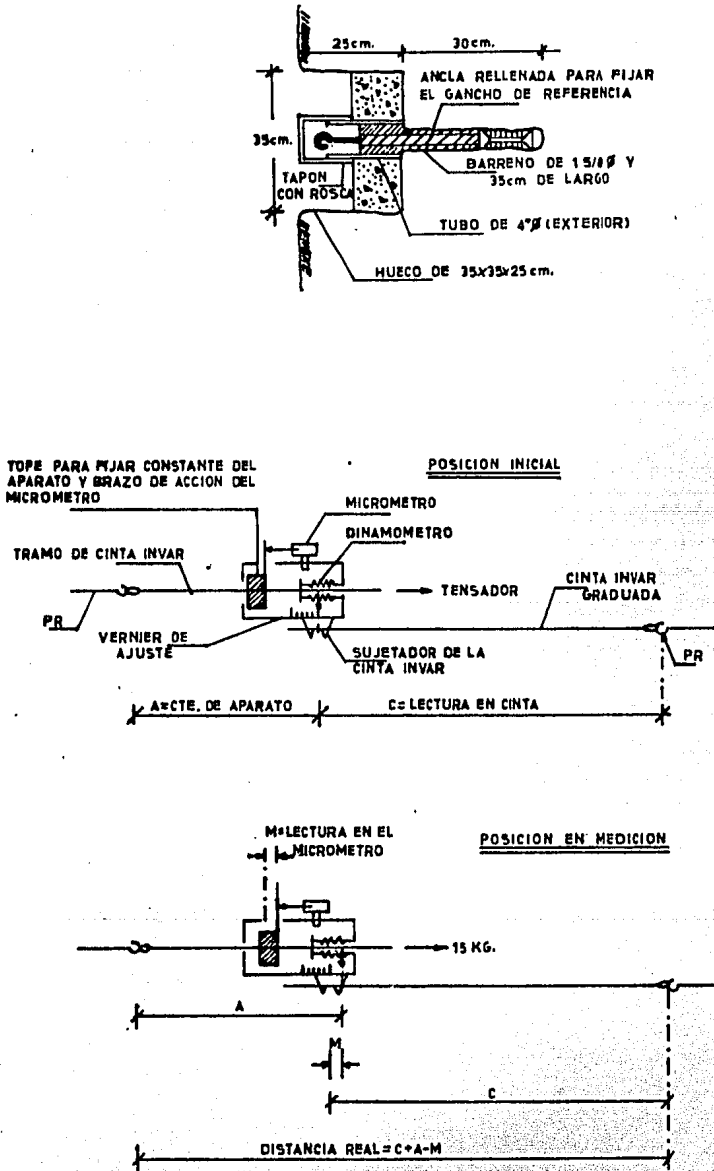 25cm.
30cm.
ANCLA RELLENADA PARA FIJAR
EL GANCHO DE REFERENCIA
35cm.
BARRENO DE 1 5/8 Ø Y
35cm DE LARGO
TAPON
CON ROSCA
TUBO DE 4"Ø (EXTERIOR)
HUECO DE 35x35x25cm.
TOPE PARA FIJAR CONSTANTE DEL
APARATO Y BRAZO DE ACCION DEL
MICROMETRO
POSICION INICIAL
MICROMETRO
DINAMOMETRO
TRAMO DE CINTA INVAR
TENSADOR
CINTA INVAR
GRADUADA
PR
VERNIER DE
AJUSTE
SUJETADOR DE LA
CINTA INVAR
PR
A=CTE. DE APARATO
C=LECTURA EN CINTA
M=LECTURA EN EL
MICROMETRO
POSICION EN MEDICION
15 KG.
A
M
C
DISTANCIA REAL=C+A-M